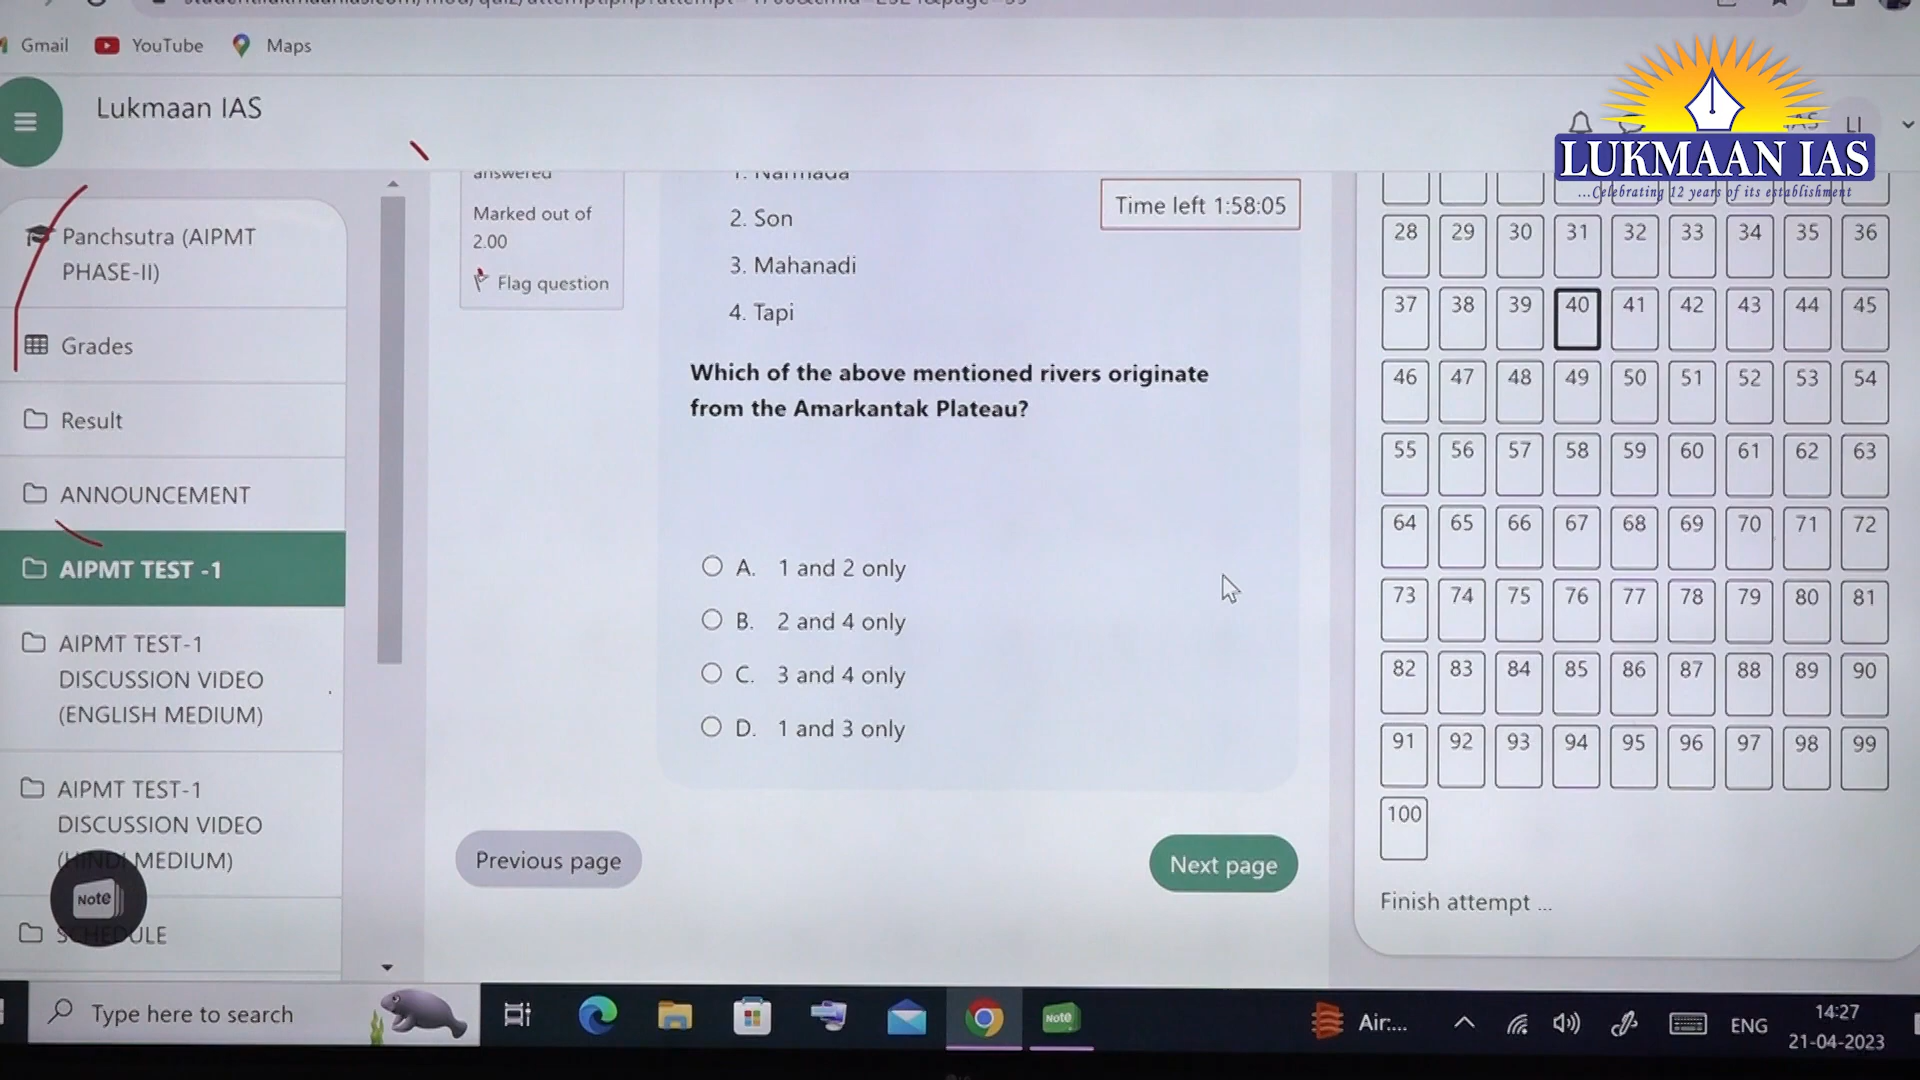 Gmail
YouTube
Maps
Lukmaan IAS
LI
LUKMAAN IAS
...Celebrating 12 years of its establishment
Panchsutra (AIPMT
PHASE-II)
Grades
Result
ANNOUNCEMENT
AIPMT TEST -1
AIPMT TEST-1
DISCUSSION VIDEO
(ENGLISH MEDIUM)
AIPMT TEST-1
DISCUSSION VIDEO
(HINDI MEDIUM)
Note
SCHEDULE
answered
Marked out of
2.00
Flag question
1. Narmada
2. Son
3. Mahanadi
4. Tapi
Time left 1:58:05
Which of the above mentioned rivers originate
from the Amarkantak Plateau?
A. 1 and 2 only
B. 2 and 4 only
C. 3 and 4 only
D. 1 and 3 only
Previous page
Next page
28 29 30 31 32 33 34 35 36
37 38 39 40 41 42 43 44 45
46 47 48 49 50 51 52 53 54
55 56 57 58 59 60 61 62 63
64 65 66 67 68 69 70 71 72
73 74 75 76 77 78 79 80 81
82 83 84 85 86 87 88 89 90
91 92 93 94 95 96 97 98 99
100
Finish attempt ...
Type here to search
Note
Air:...
ENG
14:27
21-04-2023